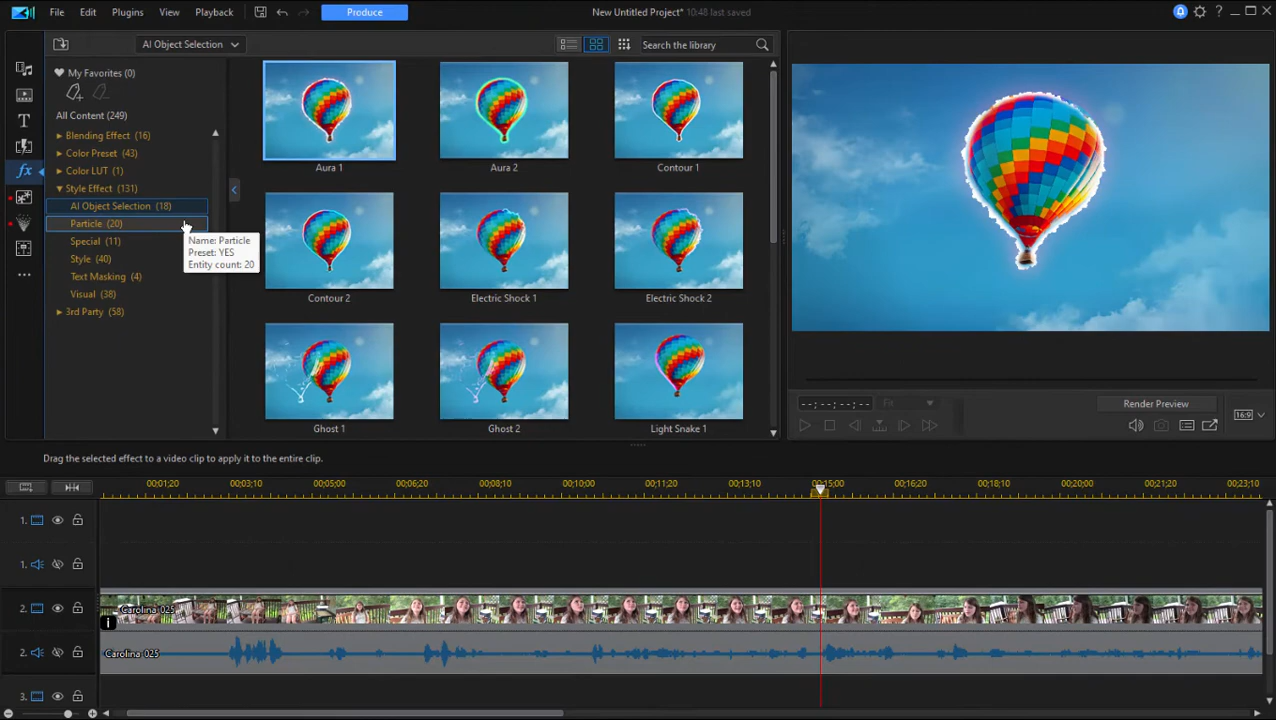 File Edit Plugins View Playback Produce New Untitled Project* 10:48 last saved
AI Object Selection Search the library
My Favorites (0)
All Content (249)
Blending Effect (16)
Color Preset (43)
Color LUT (1)
Style Effect (131)
AI Object Selection (18)
Particle (20)
Special (11)
Style (40)
Text Masking (4)
Visual (38)
3rd Party (58)
Name: Particle
Preset: YES
Entity count: 20
Aura 1 Aura 2 Contour 1
Contour 2 Electric Shock 1 Electric Shock 2
Ghost 1 Ghost 2 Light Snake 1
--;--;--;-- Fit Render Preview
16:9
Drag the selected effect to a video clip to apply it to the entire clip.
00;01;20 00;03;10 00;05;00 00;06;20 00;08;10 00;10;00 00;11;20 00;13;10 00;15;00 00;16;20 00;18;10 00;20;00 00;21;20 00;23;10
1.
1.
2. Carolina-025
2. Carolina-025
3.